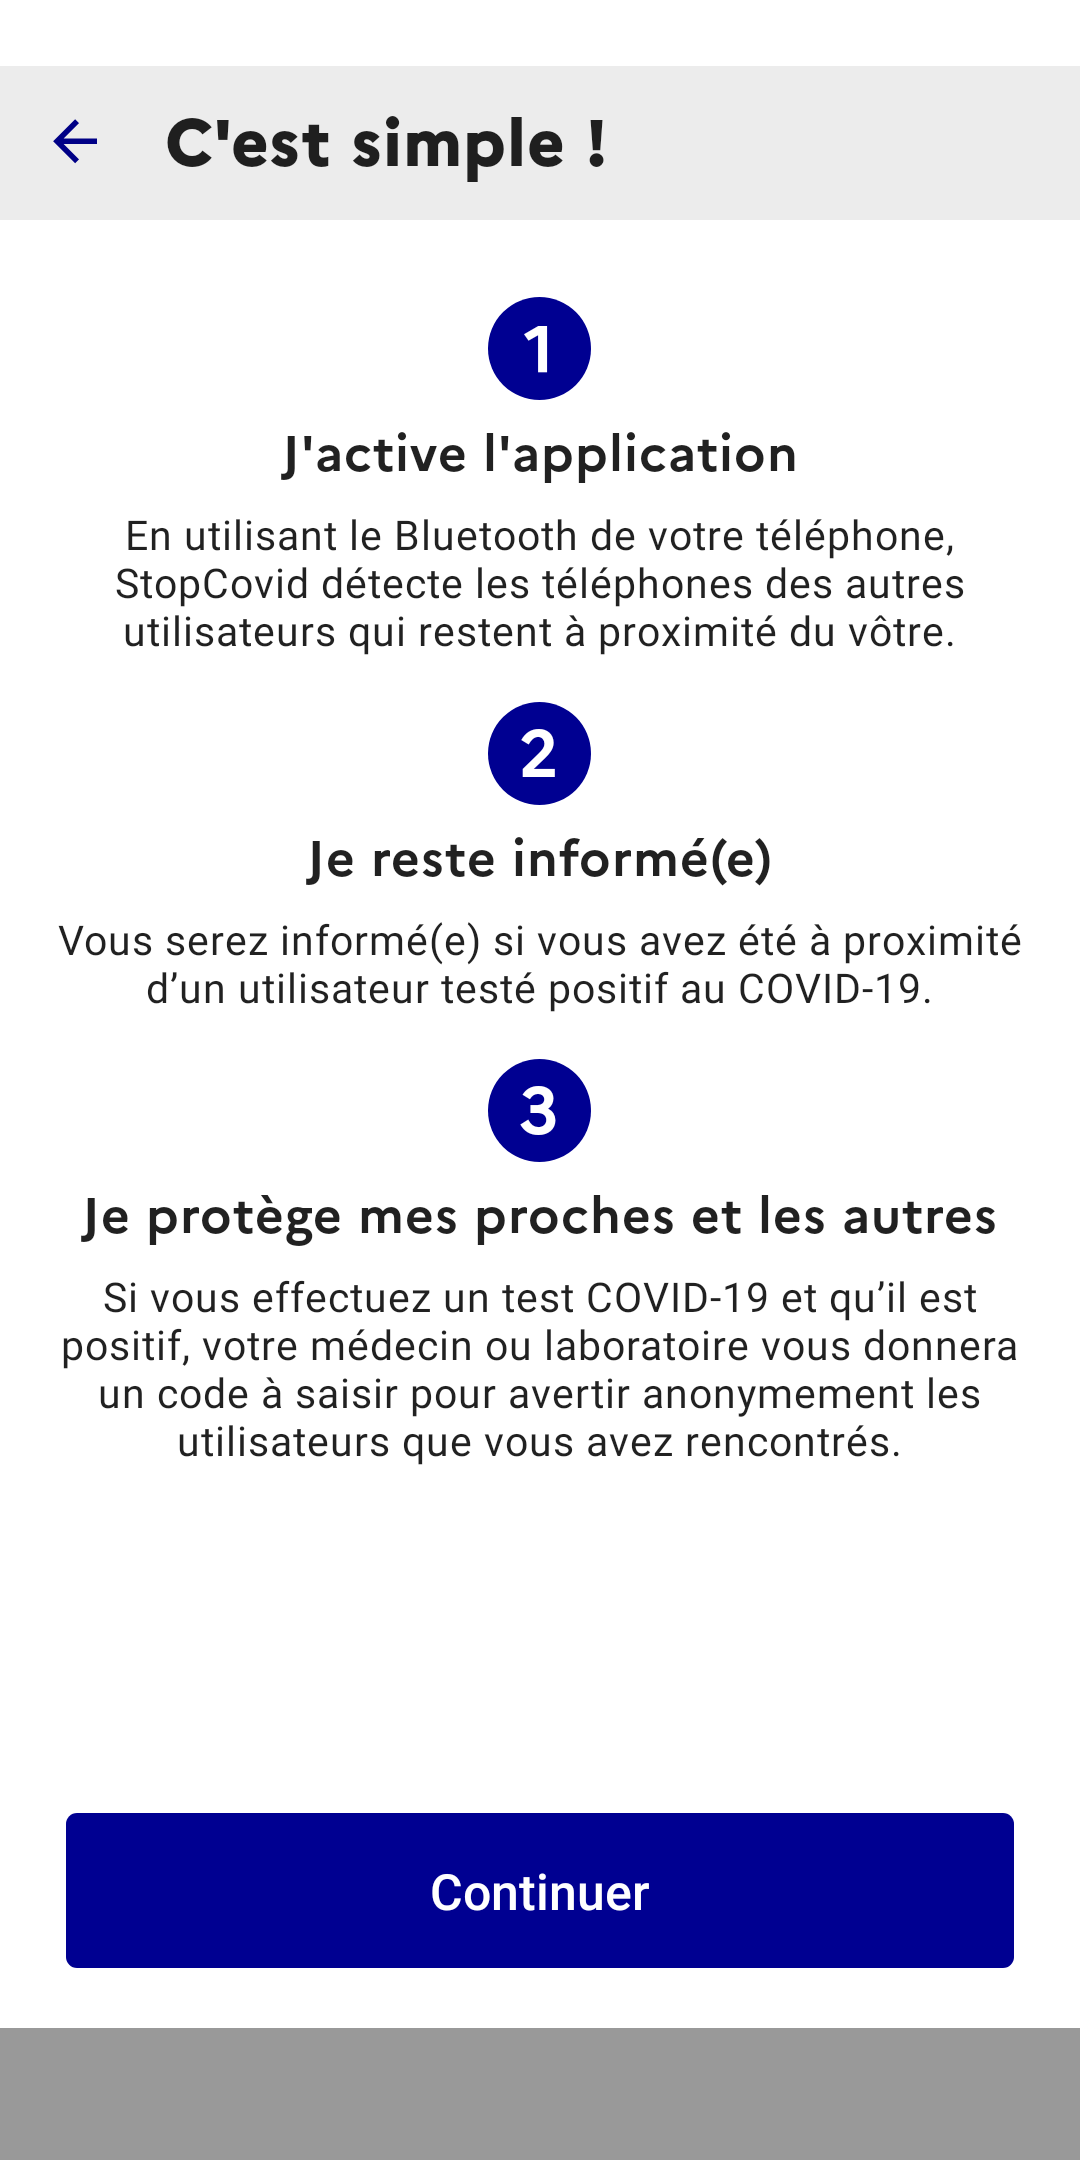 C'est simple !
1
J'active l'application
En utilisant le Bluetooth de votre téléphone,
StopCovid détecte les téléphones des autres
utilisateurs qui restent à proximité du vôtre.
2
Je reste informé(e)
Vous serez informé(e) si vous avez été à proximité
d’un utilisateur testé positif au COVID-19.
3
Je protège mes proches et les autres
Si vous effectuez un test COVID-19 et qu’il est
positif, votre médecin ou laboratoire vous donnera
un code à saisir pour avertir anonymement les
utilisateurs que vous avez rencontrés.
Continuer